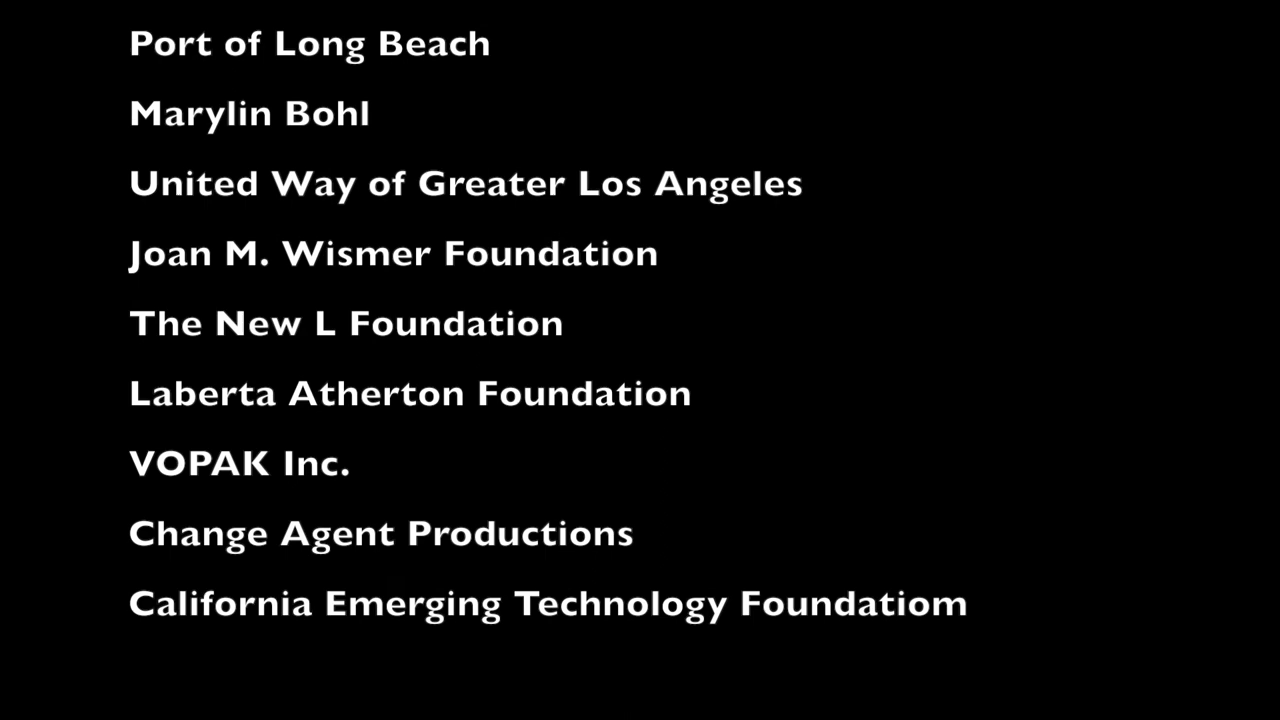 Port of Long Beach
Marylin Bohl
United Way of Greater Los Angeles
Joan M. Wismer Foundation
The New L Foundation
Laberta Atherton Foundation
VOPAK Inc.
Change Agent Productions
California Emerging Technology Foundatiom